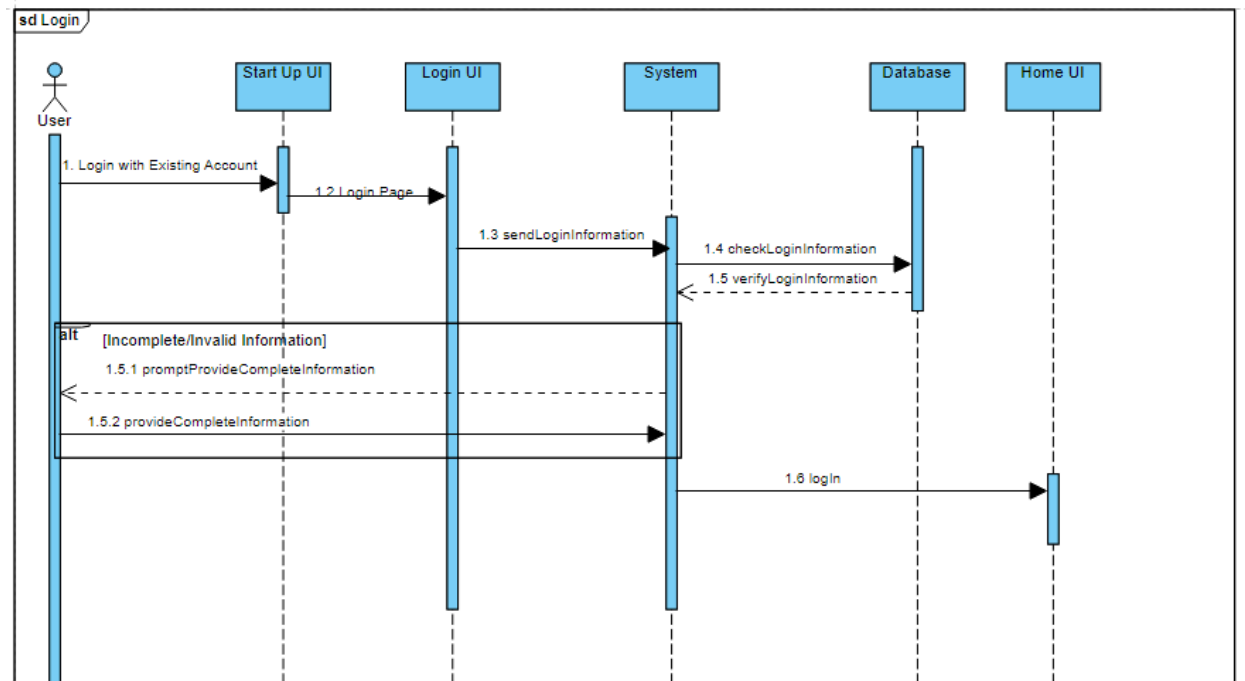 sd Login
User
Start Up UI
Login UI
System
Database
Home UI
1. Login with Existing Account
1.2 Login Page
1.3 sendLoginInformation
1.4 checkLoginInformation
1.5 verifyLoginInformation
alt
[Incomplete/Invalid Information]
1.5.1 promptProvideCompleteInformation
1.5.2 provideCompleteInformation
1.6 logIn